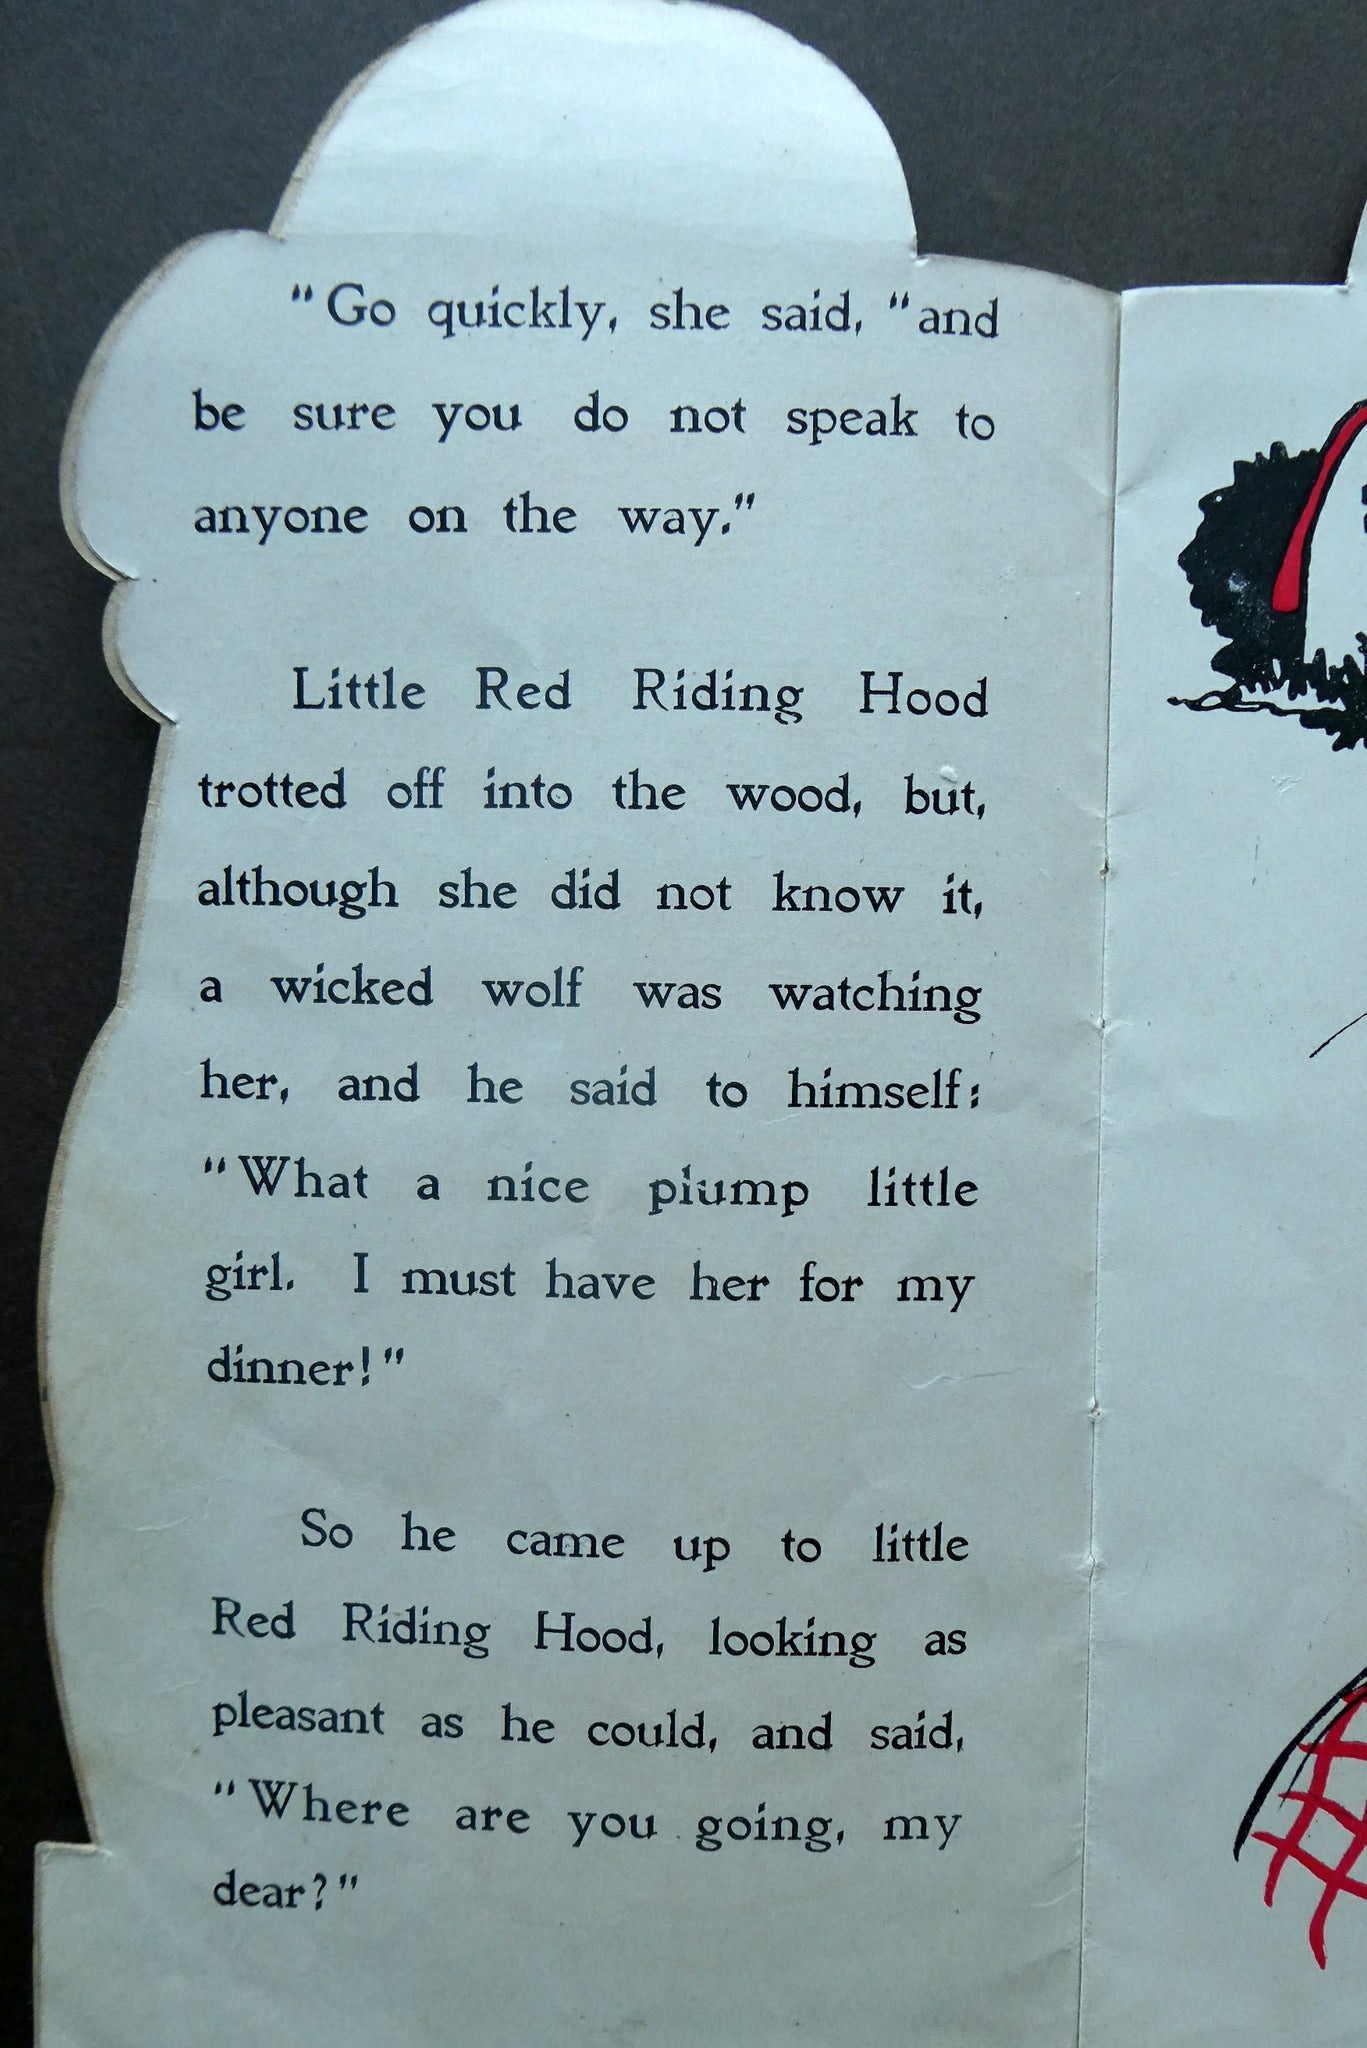 "Go quickly, she said, "and
be sure you do not speak to
anyone on the way."
Little Red Riding Hood
trotted off into the wood, but,
although she did not know it,
a wicked wolf was watching
her, and he said to himself:
"What a nice plump little
girl. I must have her for my
dinner!"
So he came up to little
Red Riding Hood, looking as
pleasant as he could, and said,
"Where are you going, my
dear?"